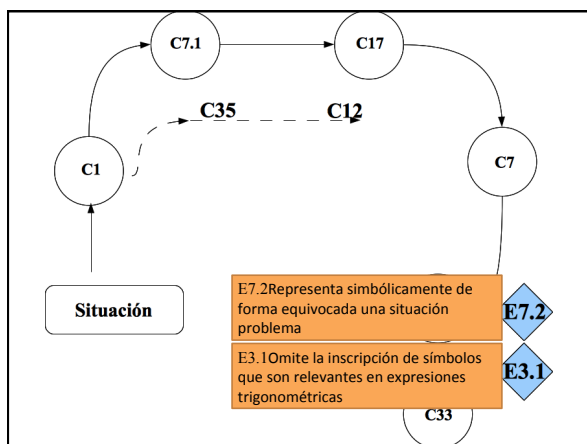 C7.1
C17
C35
C12
C1
C7
Situación
E7.2Representa simbólicamente de
forma equivocada una situación
problema
E7.2
E3.1Omite la inscripción de símbolos
que son relevantes en expresiones
trigonométricas
E3.1
C33